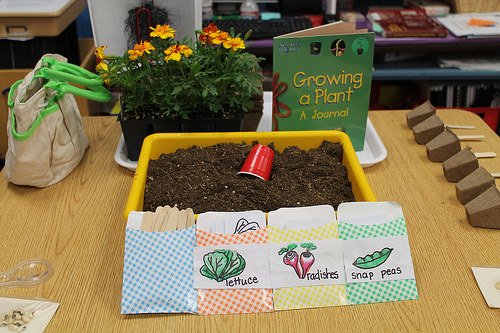 Growing
a Plant
A Journal
lettuce
radishes
snap peas